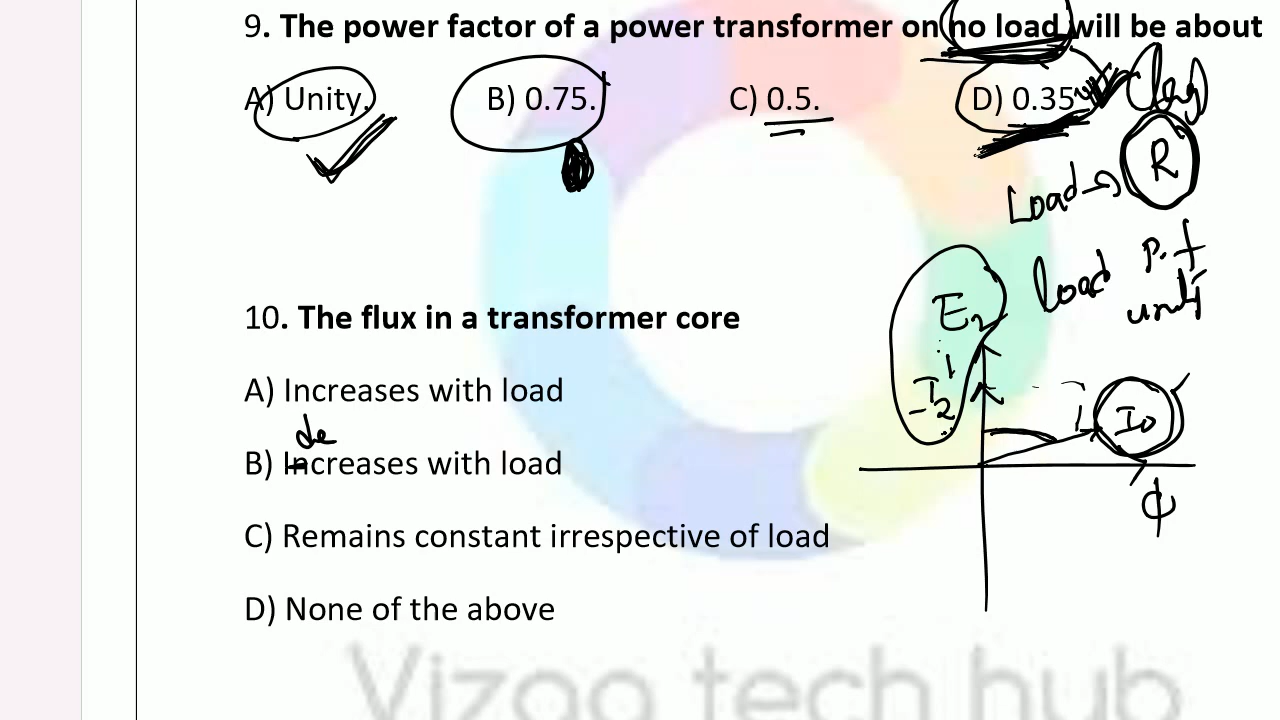 9. The power factor of a power transformer on no load will be about
A) Unity. B) 0.75. C) 0.5. D) 0.35 (lag)
Load → R
load p.f
unity
10. The flux in a transformer core
E2
A) Increases with load
-I2'
I0
de
B) Increases with load
ϕ
C) Remains constant irrespective of load
D) None of the above
Vizag tech hub